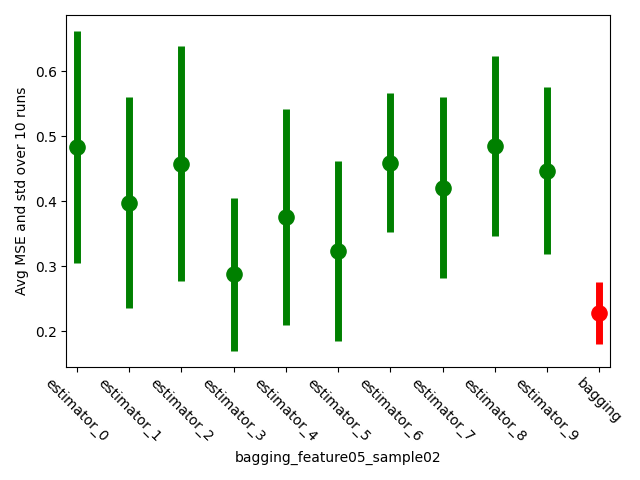 Avg MSE and std over 10 runs
0.6
0.5
0.4
0.3
0.2
estimator_0
estimator_1
estimator_2
estimator_3
estimator_4
estimator_5
estimator_6
estimator_7
estimator_8
estimator_9
bagging
bagging_feature05_sample02